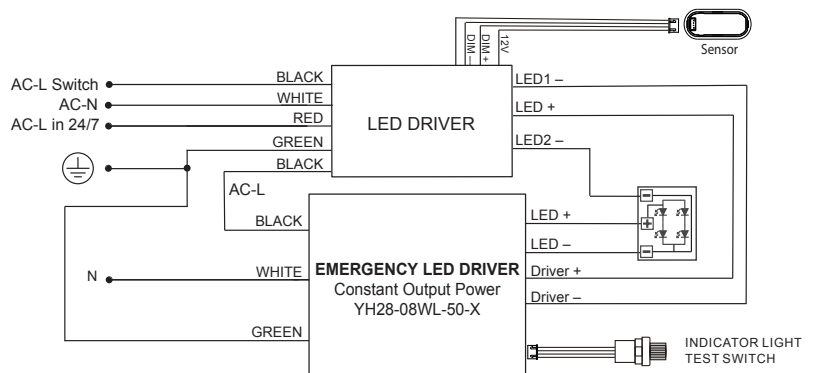 DIM –
DIM +
12V
Sensor
AC-L Switch
BLACK
LED1 –
AC-N
WHITE
LED +
AC-L in 24/7
RED
LED DRIVER
GREEN
LED2 –
BLACK
AC-L
BLACK
LED +
LED –
N
WHITE
EMERGENCY LED DRIVER
Driver +
Constant Output Power
YH28-08WL-50-X
Driver –
GREEN
INDICATOR LIGHT
TEST SWITCH